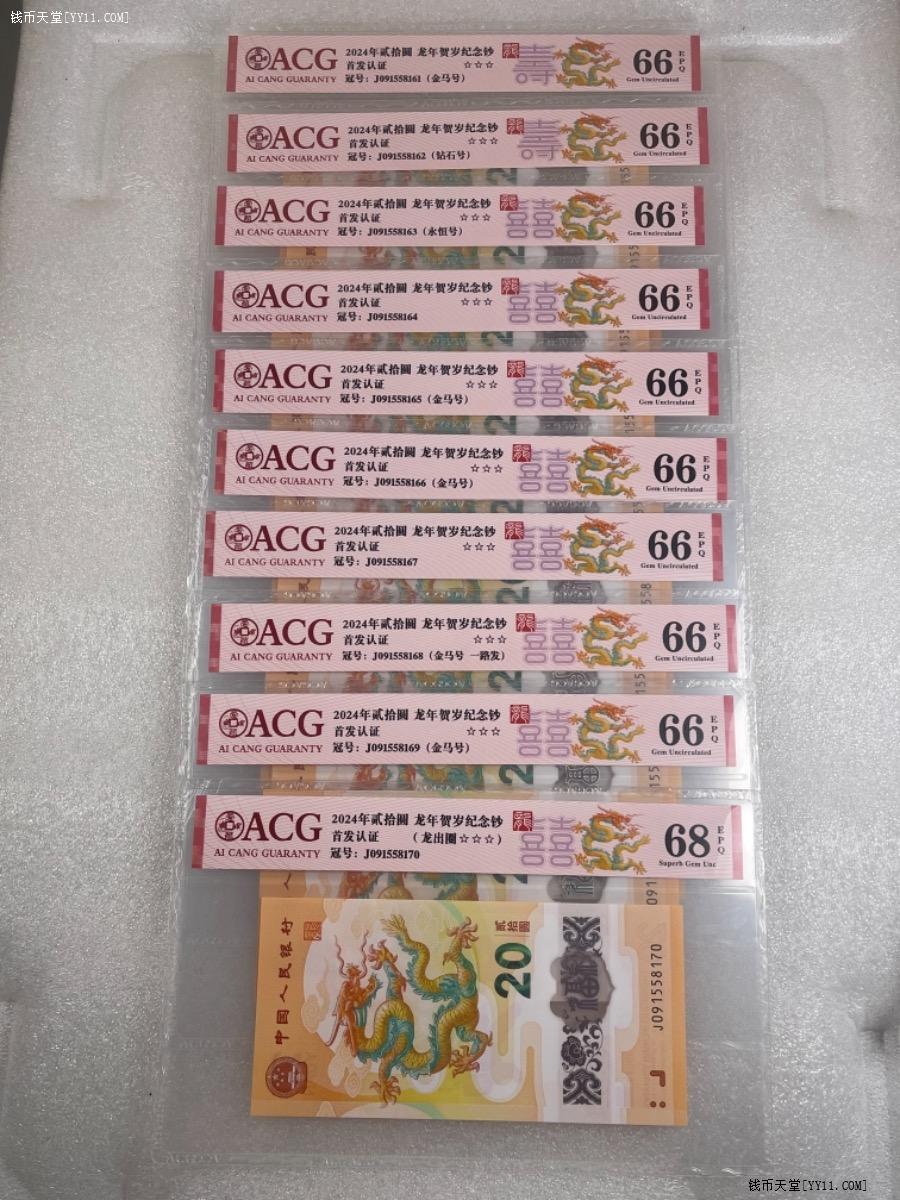 钱币天堂[YY11.COM]
ACG
AI CANG GUARANTY
2024年贰拾圆 龙年贺岁纪念钞
首发认证 ☆☆☆
冠号：J091558161（金马号）
龍
66
EPQ
Gem Uncirculated
ACG
AI CANG GUARANTY
2024年贰拾圆 龙年贺岁纪念钞
首发认证 ☆☆☆
冠号：J091558162（钻石号）
龍
66
EPQ
Gem Uncirculated
ACG
AI CANG GUARANTY
2024年贰拾圆 龙年贺岁纪念钞
首发认证 ☆☆☆
冠号：J091558163（永恒号）
龍
66
EPQ
Gem Uncirculated
ACG
AI CANG GUARANTY
2024年贰拾圆 龙年贺岁纪念钞
首发认证 ☆☆☆
冠号：J091558164
龍
66
EPQ
Gem Uncirculated
ACG
AI CANG GUARANTY
2024年贰拾圆 龙年贺岁纪念钞
首发认证 ☆☆☆
冠号：J091558165（金马号）
龍
66
EPQ
Gem Uncirculated
ACG
AI CANG GUARANTY
2024年贰拾圆 龙年贺岁纪念钞
首发认证 ☆☆☆
冠号：J091558166（金马号）
龍
66
EPQ
Gem Uncirculated
ACG
AI CANG GUARANTY
2024年贰拾圆 龙年贺岁纪念钞
首发认证 ☆☆☆
冠号：J091558167
龍
66
EPQ
Gem Uncirculated
ACG
AI CANG GUARANTY
2024年贰拾圆 龙年贺岁纪念钞
首发认证 ☆☆☆
冠号：J091558168（金马号 一路发）
龍
66
EPQ
Gem Uncirculated
ACG
AI CANG GUARANTY
2024年贰拾圆 龙年贺岁纪念钞
首发认证 ☆☆☆
冠号：J091558169（金马号）
龍
66
EPQ
Gem Uncirculated
ACG
AI CANG GUARANTY
2024年贰拾圆 龙年贺岁纪念钞
首发认证 （龙出圈☆☆☆）
冠号：J091558170
龍
68
EPQ
Superb Gem Unc
中国人民银行
贰拾圆
20
福
J091558170
钱币天堂[YY11.COM]